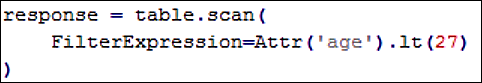 response = table.scan(
    FilterExpression=Attr('age').lt(27)
)